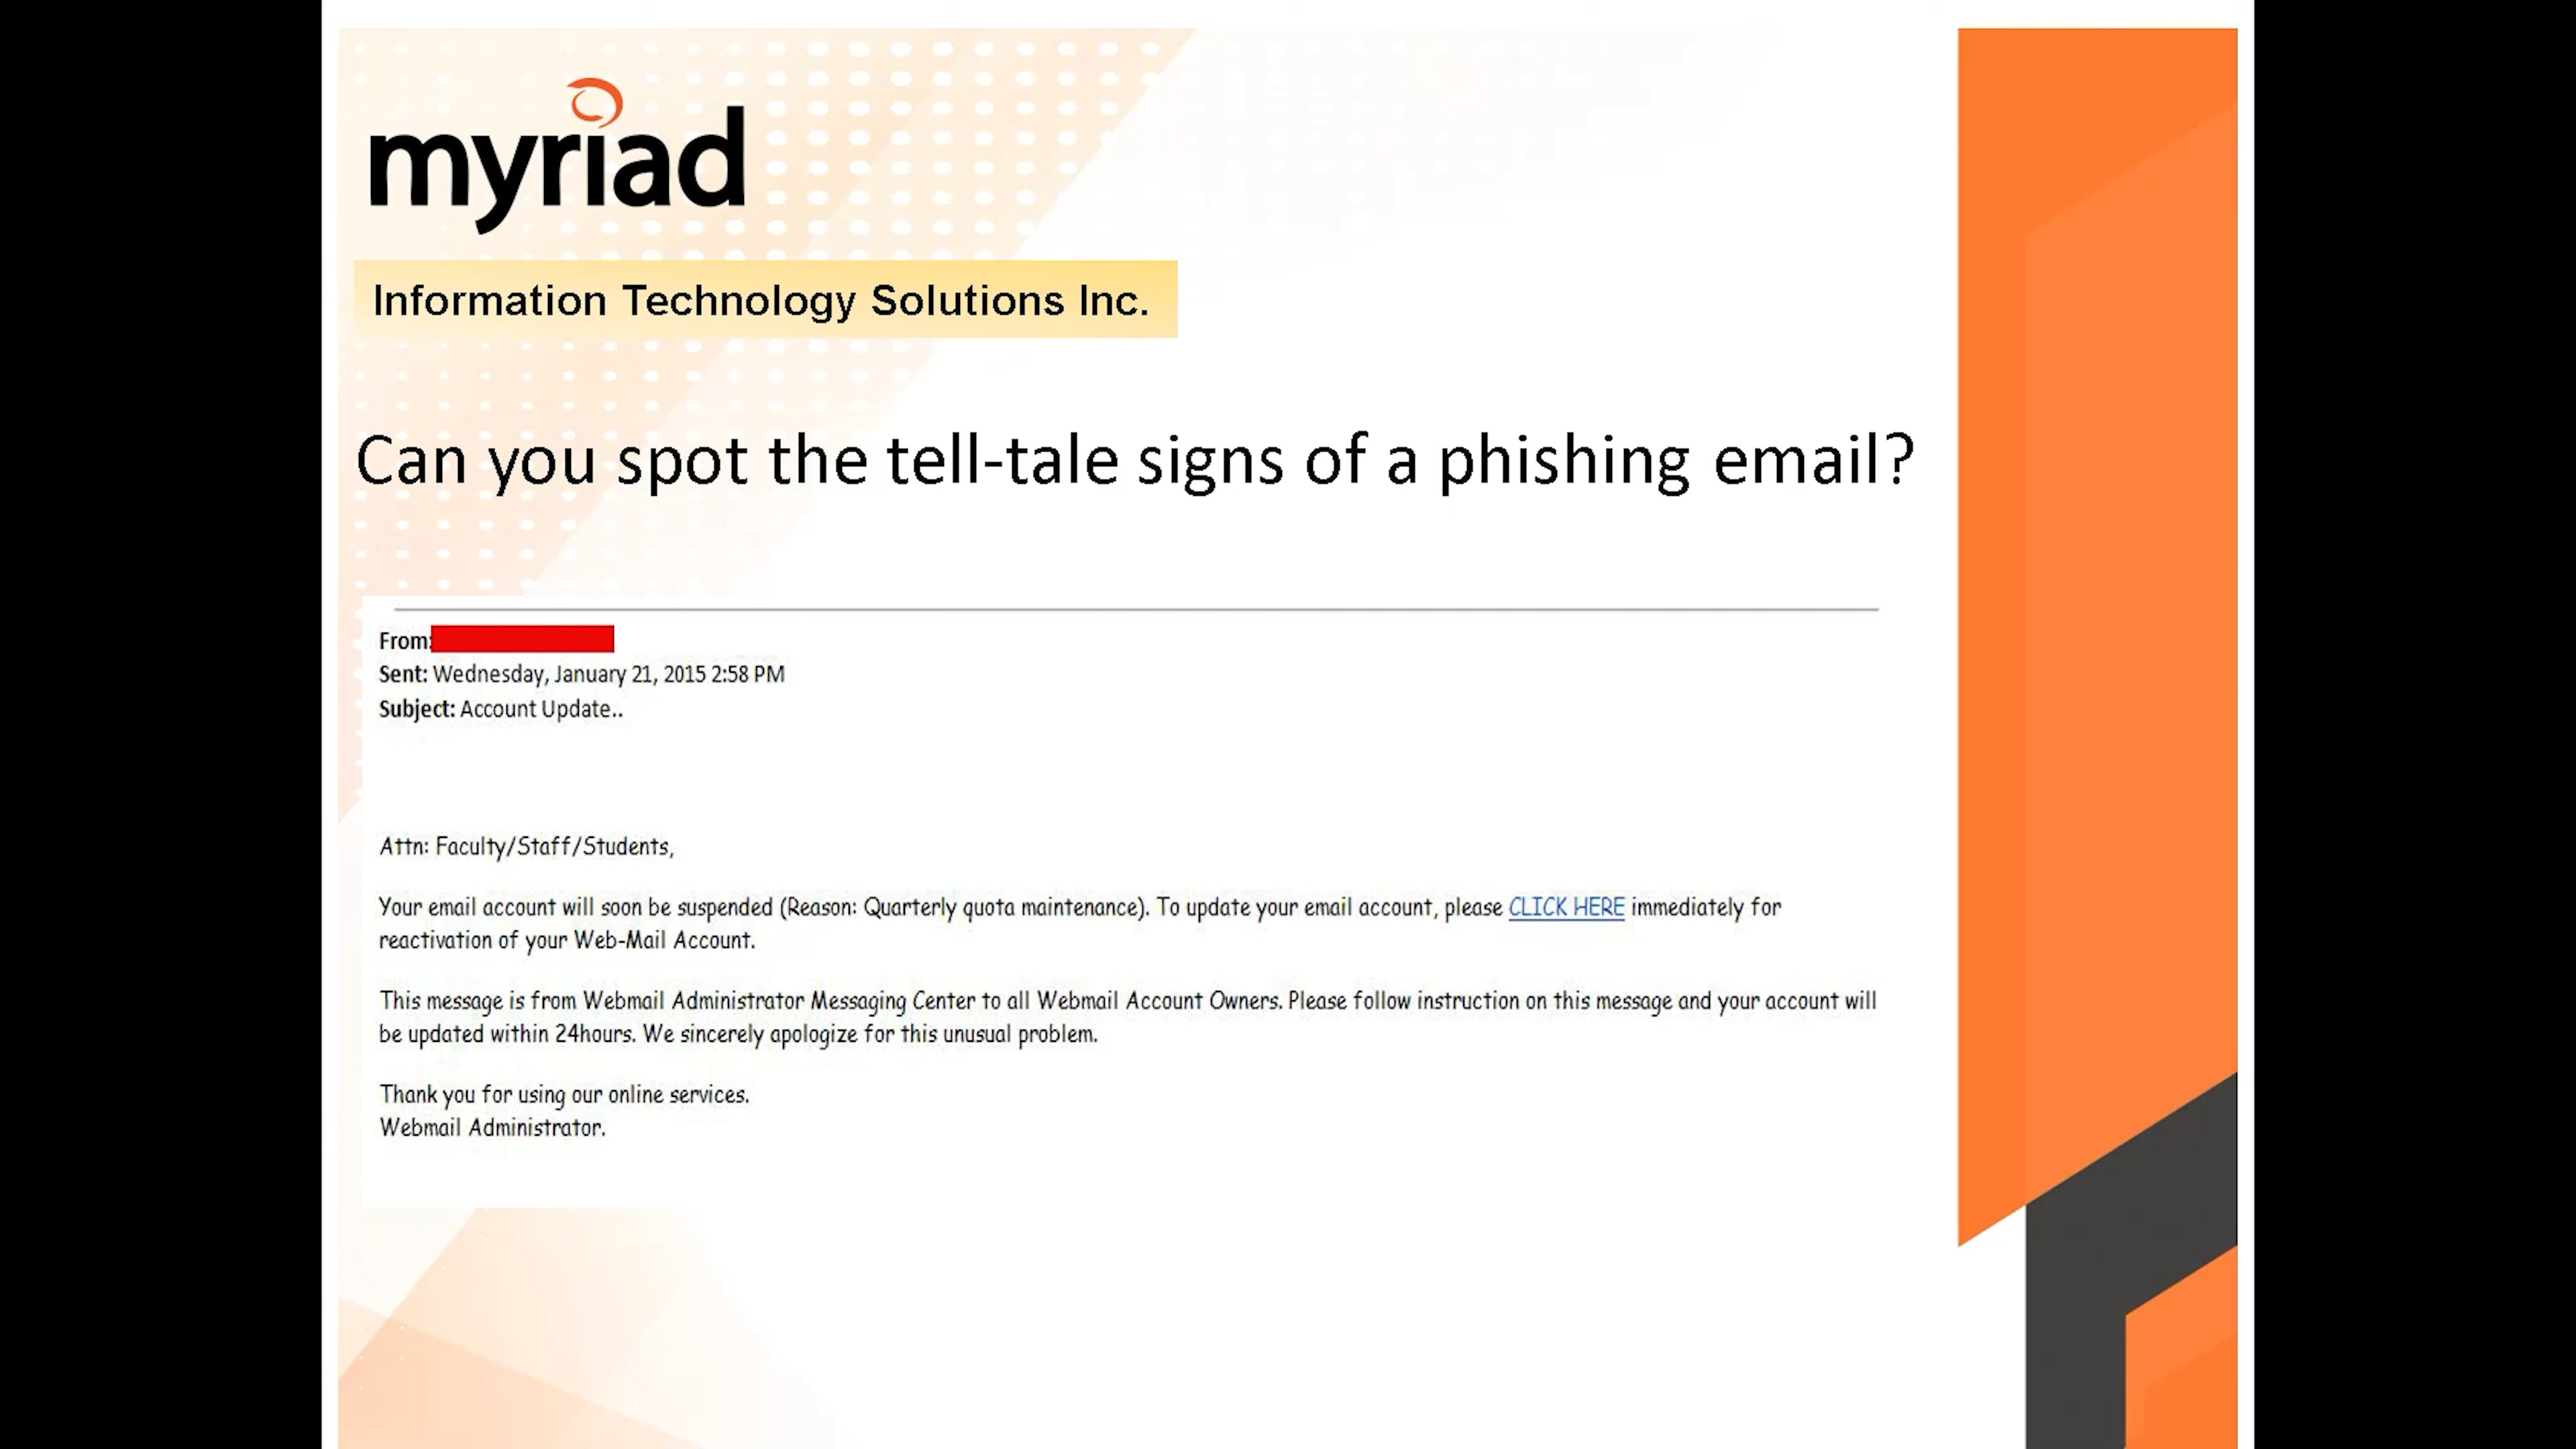 myriad
Information Technology Solutions Inc.
Can you spot the tell-tale signs of a phishing email?
From:
Sent: Wednesday, January 21, 2015 2:58 PM
Subject: Account Update..
Attn: Faculty/Staff/Students,
Your email account will soon be suspended (Reason: Quarterly quota maintenance). To update your email account, please CLICK HERE immediately for
reactivation of your Web-Mail Account.
This message is from Webmail Administrator Messaging Center to all Webmail Account Owners. Please follow instruction on this message and your account will
be updated within 24hours. We sincerely apologize for this unusual problem.
Thank you for using our online services.
Webmail Administrator.